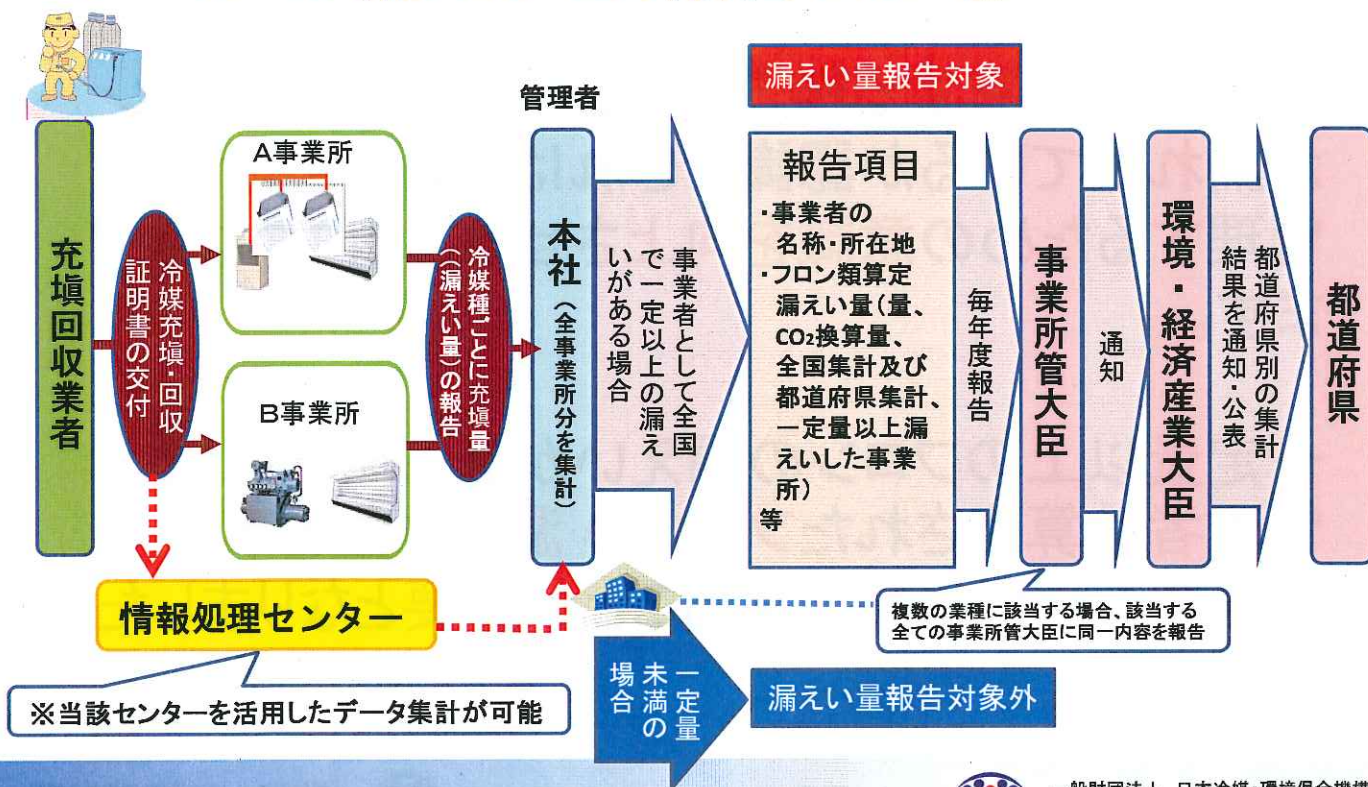 漏えい量報告対象
管理者
充填回収業者
冷媒充填・回収
証明書の交付
A事業所
B事業所
冷媒種ごとに充填量
(（漏えい量）の報告
本社（全事業所分を集計）
事業者として全国
で一定以上の漏え
いがある場合
報告項目
・事業者の
名称・所在地
・フロン類算定
漏えい量（量、
CO₂換算量、
全国集計及び
都道府県集計、
一定量以上漏
えいした事業
所）
等
毎年度報告
事業所管大臣
通知
環境・経済産業大臣
都道府県別の集計
結果を通知・公表
都道府県
情報処理センター
※当該センターを活用したデータ集計が可能
複数の業種に該当する場合、該当する
全ての事業所管大臣に同一内容を報告
一定量
未満の
場合
漏えい量報告対象外